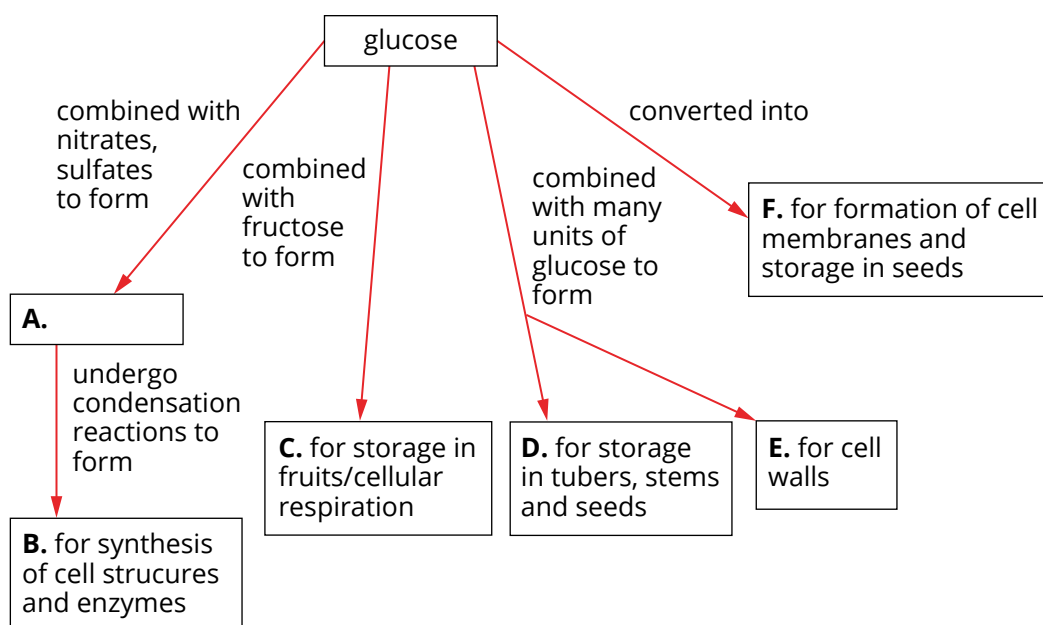 glucose
combined with
nitrates,
sulfates
to form
combined
with
fructose
to form
combined
with many
units of
glucose to
form
converted into
F. for formation of cell
membranes and
storage in seeds
A.
undergo
condensation
reactions to
form
C. for storage in
fruits/cellular
respiration
D. for storage
in tubers, stems
and seeds
E. for cell
walls
B. for synthesis
of cell strucures
and enzymes